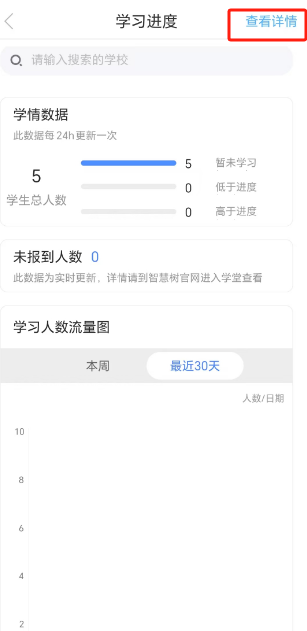 学习进度 查看详情
请输入搜索的学校
学情数据
此数据每24h更新一次
5 暂未学习
5
0 低于进度
学生总人数
0 高于进度
未报到人数 0
此数据为实时更新，详情请到智慧树官网进入学堂查看
学习人数流量图
本周 最近30天
人数/日期
10
8
6
4
2